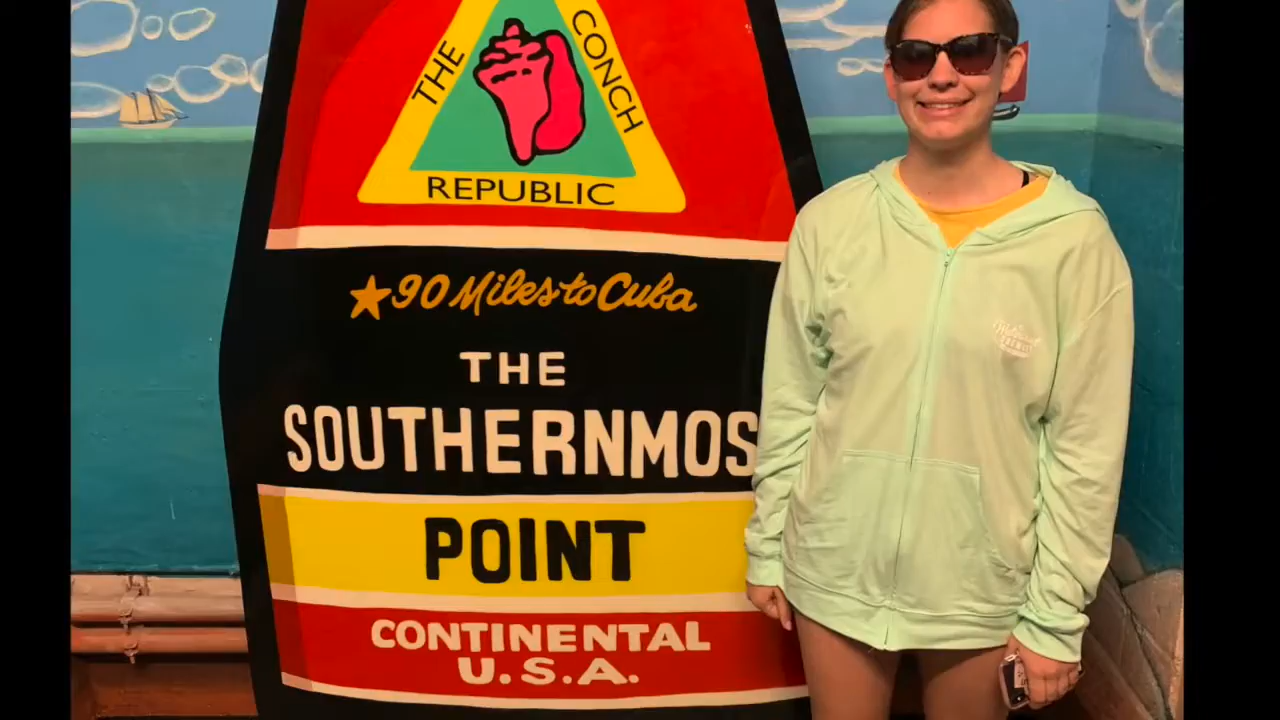 THE CONCH
REPUBLIC
90 Miles to Cuba
THE
SOUTHERNMOS
POINT
CONTINENTAL
U.S.A.